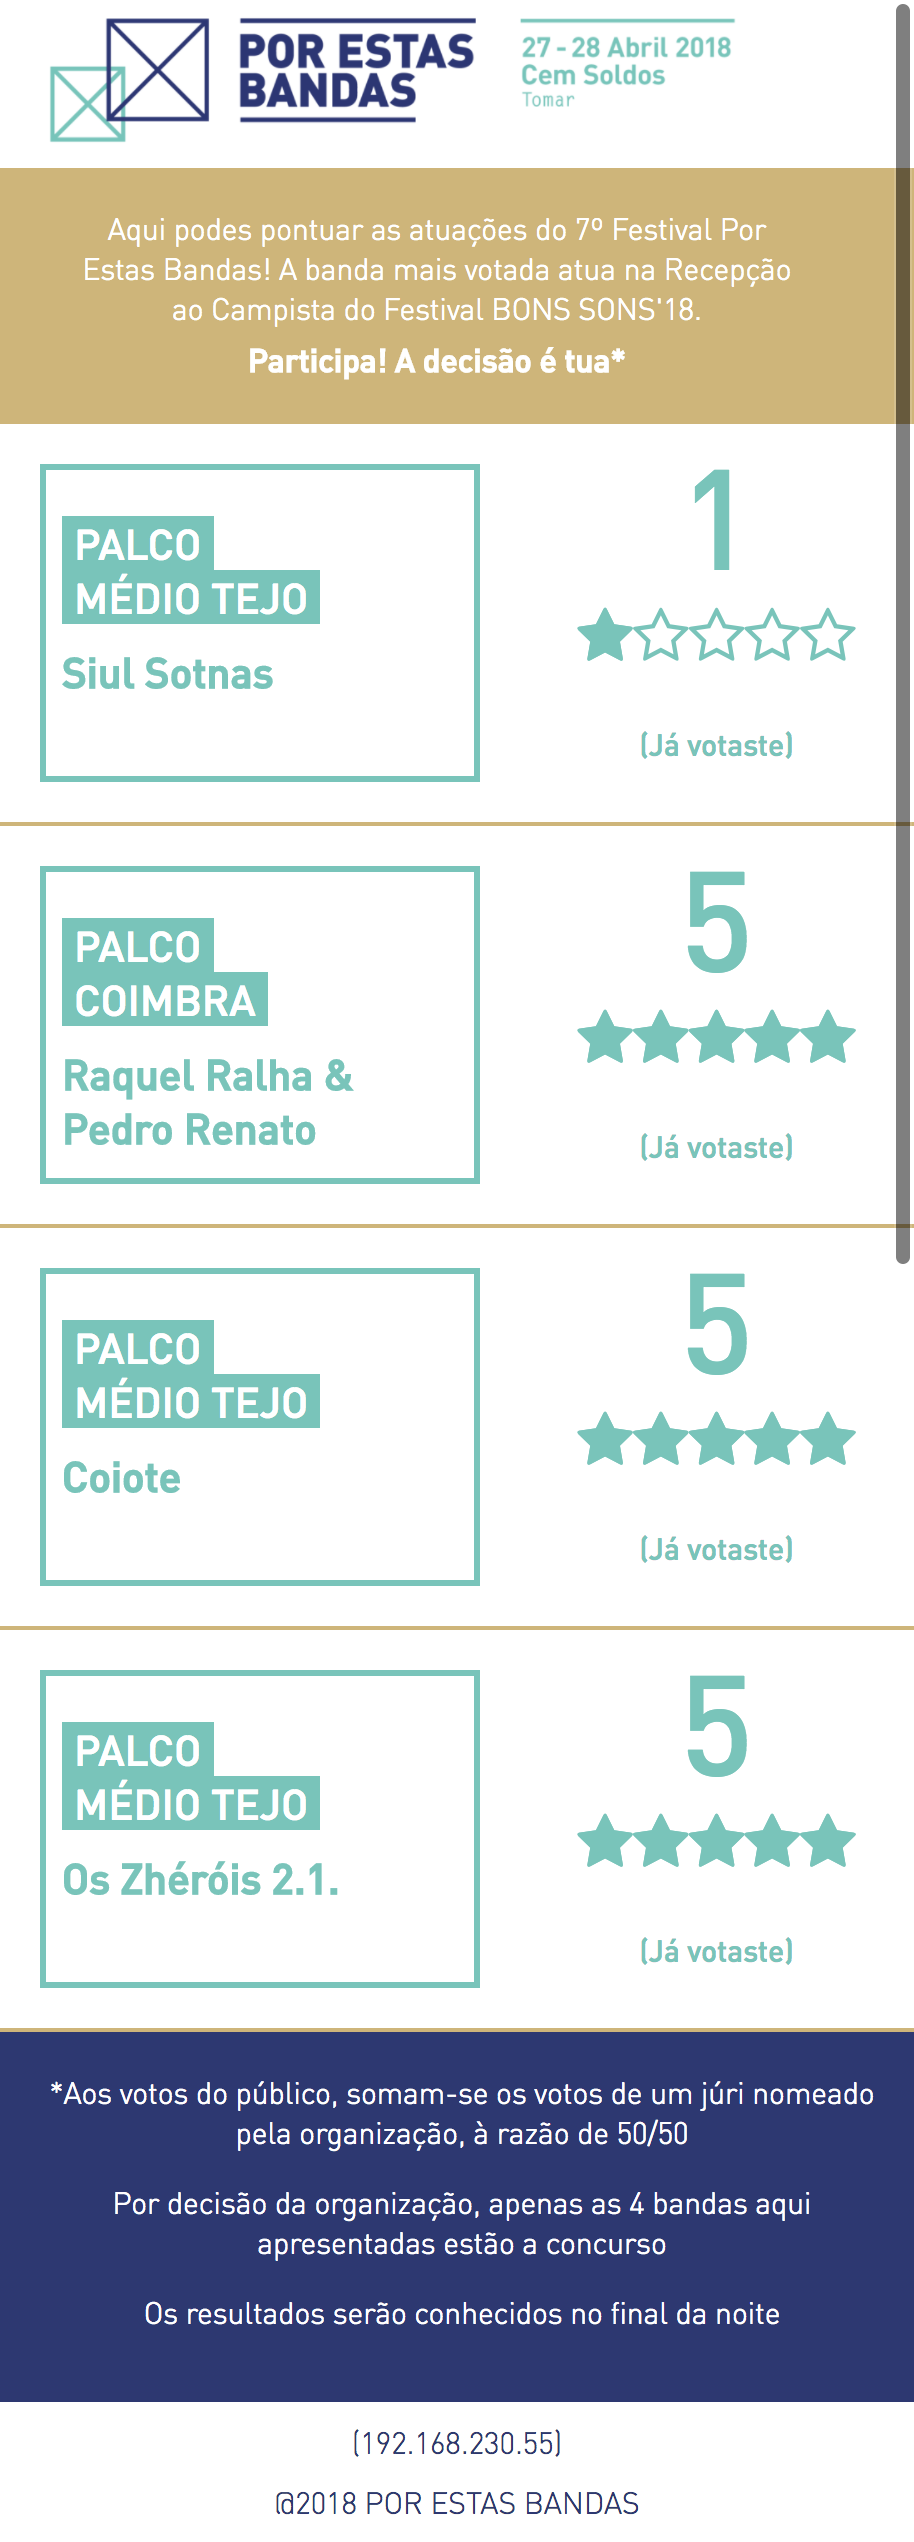 POR ESTAS
BANDAS
27 - 28 Abril 2018
Cem Soldos
Tomar
Aqui podes pontuar as atuações do 7º Festival Por
Estas Bandas! A banda mais votada atua na Recepção
ao Campista do Festival BONS SONS'18.
Participa! A decisão é tua*
PALCO
MÉDIO TEJO
Siul Sotnas
1
(Já votaste)
PALCO
COIMBRA
Raquel Ralha &
Pedro Renato
5
(Já votaste)
PALCO
MÉDIO TEJO
Coiote
5
(Já votaste)
PALCO
MÉDIO TEJO
Os Zhéróis 2.1.
5
(Já votaste)
*Aos votos do público, somam-se os votos de um júri nomeado
pela organização, à razão de 50/50
Por decisão da organização, apenas as 4 bandas aqui
apresentadas estão a concurso
Os resultados serão conhecidos no final da noite
(192.168.230.55)
@2018 POR ESTAS BANDAS